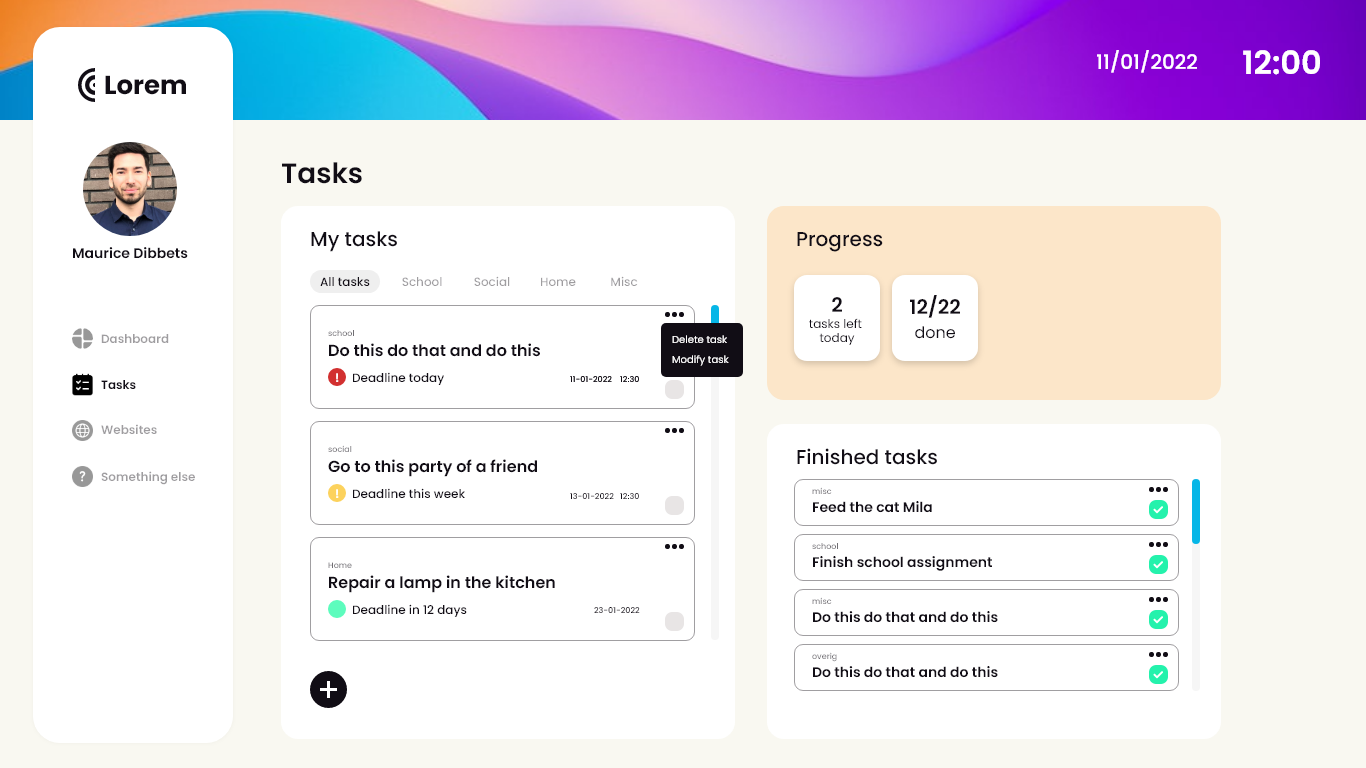 Lorem
11/01/2022
12:00
Maurice Dibbets
Dashboard
Tasks
Websites
Something else
Tasks
My tasks
All tasks
School
Social
Home
Misc
school
Do this do that and do this
Deadline today
11-01-2022 12:30
Delete task
Modify task
social
Go to this party of a friend
Deadline this week
13-01-2022 12:30
Home
Repair a lamp in the kitchen
Deadline in 12 days
23-01-2022
Progress
2
tasks left
today
12/22
done
Finished tasks
misc
Feed the cat Mila
school
Finish school assignment
misc
Do this do that and do this
overig
Do this do that and do this